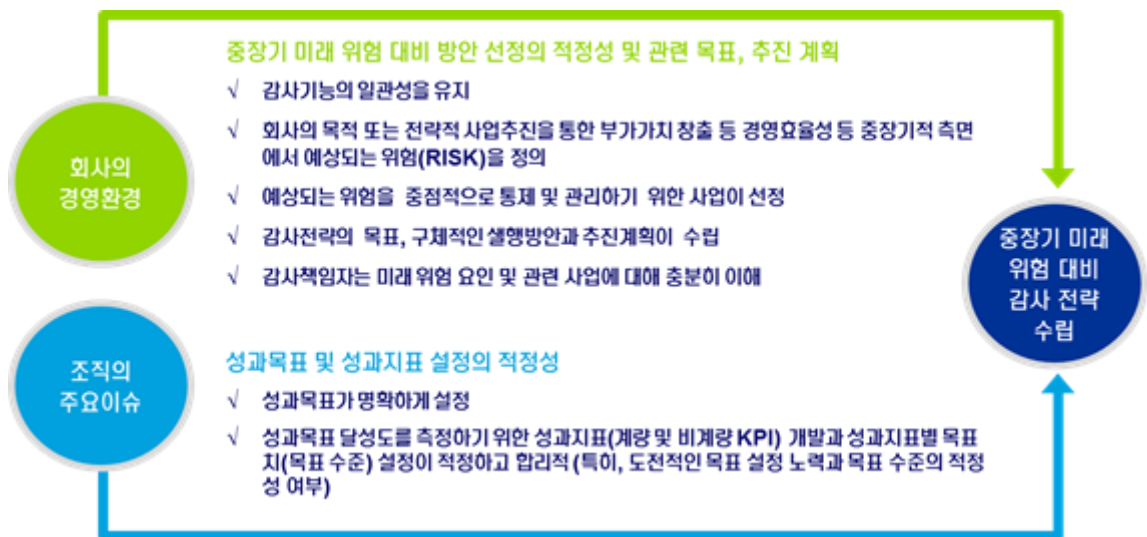 중장기 미래 위험 대비 방안 선정의 적정성 및 관련 목표, 추진 계획
√ 감사기능의 일관성을 유지
√ 회사의 목적 또는 전략적 사업추진을 통한 부가가치 창출 등 경영효율성 등 중장기적 측면
에서 예상되는 위험(RISK)을 정의
√ 예상되는 위험을 중점적으로 통제 및 관리하기 위한 사업이 선정
√ 감사전략의 목표, 구체적인 실행방안과 추진계획이 수립
√ 감사책임자는 미래 위험 요인 및 관련 사업에 대해 충분히 이해
회사의
경영환경
조직의
주요이슈
성과목표 및 성과지표 설정의 적정성
√ 성과목표가 명확하게 설정
√ 성과목표 달성도를 측정하기 위한 성과지표(계량 및 비계량 KPI) 개발과 성과지표별 목표
치(목표 수준) 설정이 적정하고 합리적 (특히, 도전적인 목표 설정 노력과 목표 수준의 적정
성 여부)
중장기 미래
위험 대비
감사 전략
수립